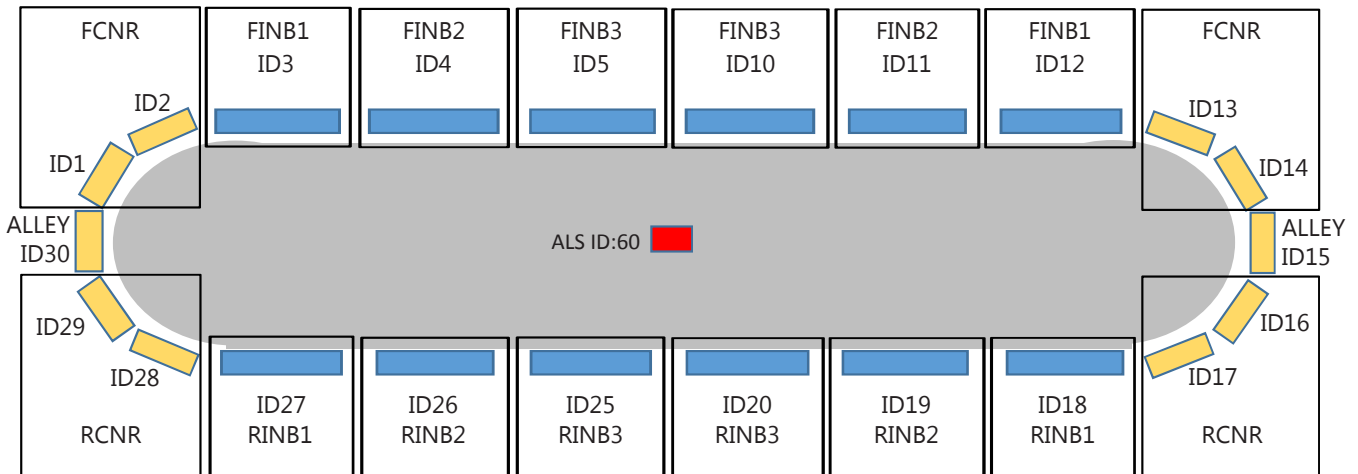 FCNR
FINB1
ID3
FINB2
ID4
FINB3
ID5
FINB3
ID10
FINB2
ID11
FINB1
ID12
FCNR
ID2
ID13
ID1
ID14
ALLEY
ID30
ALS ID:60
ALLEY
ID15
ID29
ID16
ID28
ID17
ID27
RINB1
ID26
RINB2
ID25
RINB3
ID20
RINB3
ID19
RINB2
ID18
RINB1
RCNR
RCNR